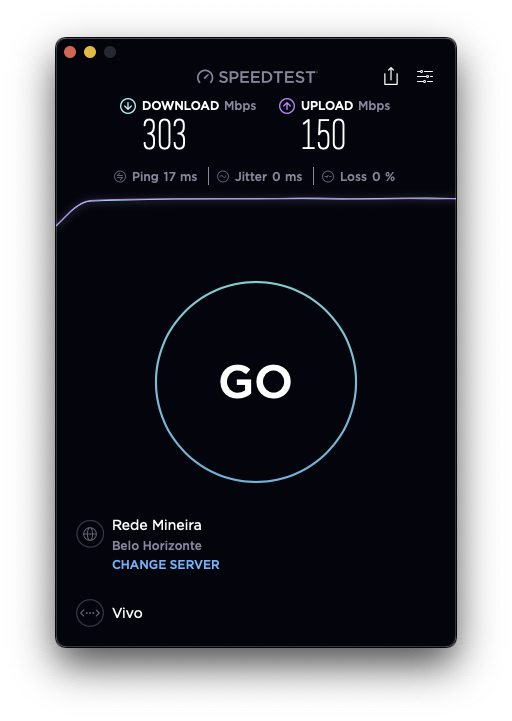 SPEEDTEST
DOWNLOAD Mbps UPLOAD Mbps
303 150
Ping 17 ms Jitter 0 ms Loss 0 %
GO
Rede Mineira
Belo Horizonte
CHANGE SERVER
Vivo